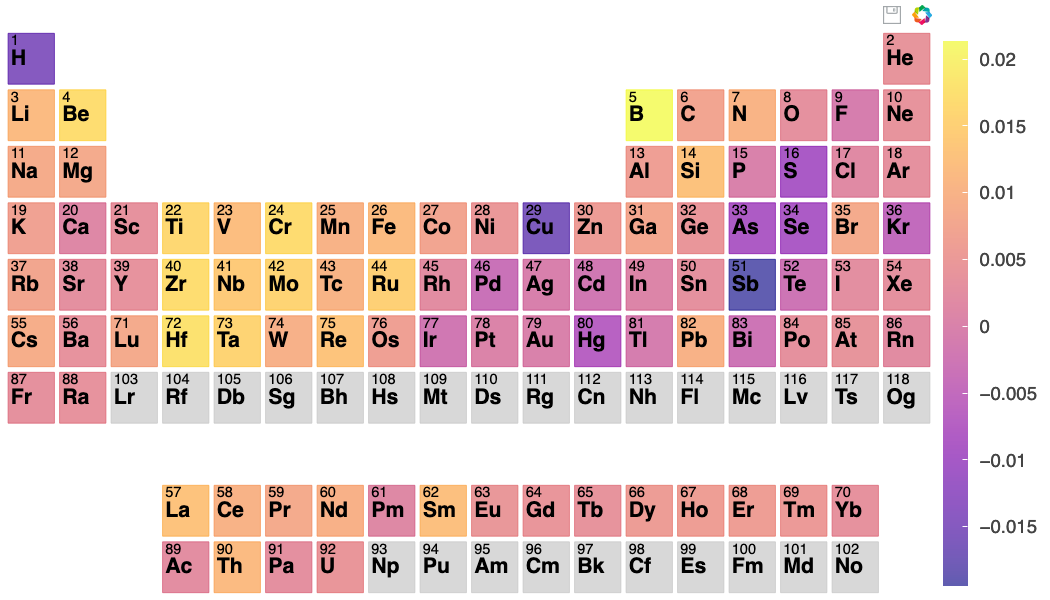 1 2
H He
0.02
3 4 5 6 7 8 9 10
Li Be B C N O F Ne
0.015
11 12 13 14 15 16 17 18
Na Mg Al Si P S Cl Ar
0.01
19 20 21 22 23 24 25 26 27 28 29 30 31 32 33 34 35 36
K Ca Sc Ti V Cr Mn Fe Co Ni Cu Zn Ga Ge As Se Br Kr
0.005
37 38 39 40 41 42 43 44 45 46 47 48 49 50 51 52 53 54
Rb Sr Y Zr Nb Mo Tc Ru Rh Pd Ag Cd In Sn Sb Te I Xe
0
55 56 71 72 73 74 75 76 77 78 79 80 81 82 83 84 85 86
Cs Ba Lu Hf Ta W Re Os Ir Pt Au Hg Tl Pb Bi Po At Rn
−0.005
87 88 103 104 105 106 107 108 109 110 111 112 113 114 115 116 117 118
Fr Ra Lr Rf Db Sg Bh Hs Mt Ds Rg Cn Nh Fl Mc Lv Ts Og
−0.01
57 58 59 60 61 62 63 64 65 66 67 68 69 70
La Ce Pr Nd Pm Sm Eu Gd Tb Dy Ho Er Tm Yb
−0.015
89 90 91 92 93 94 95 96 97 98 99 100 101 102
Ac Th Pa U Np Pu Am Cm Bk Cf Es Fm Md No